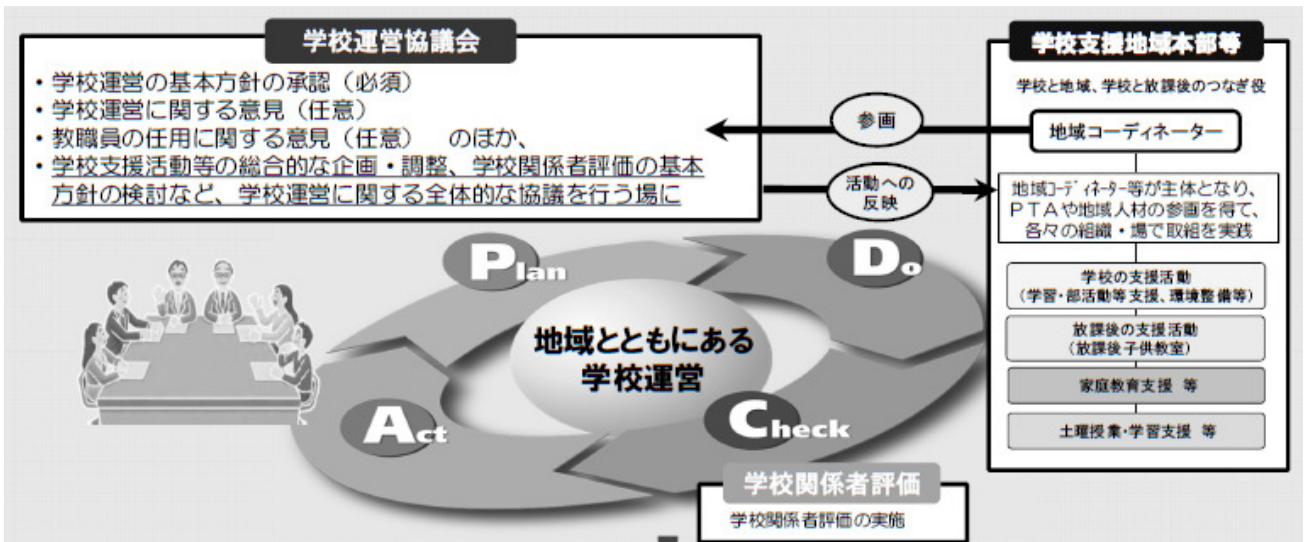 学校運営協議会
・学校運営の基本方針の承認（必須）
・学校運営に関する意見（任意）
・教職員の任用に関する意見（任意）　のほか、
・学校支援活動等の総合的な企画・調整、学校関係者評価の基本
方針の検討など、学校運営に関する全体的な協議を行う場に
参画
活動への
反映
学校支援地域本部等
学校と地域、学校と放課後のつなぎ役
地域コーディネーター
地域ｺｰﾃﾞｨﾈｰﾀｰ等が主体となり、
ＰＴＡや地域人材の参画を得て、
各々の組織・場で取組を実践
学校の支援活動
（学習・部活動等支援、環境整備等）
放課後の支援活動
（放課後子供教室）
家庭教育支援 等
土曜授業・学習支援 等
Plan
Do
地域とともにある
学校運営
Act
Check
学校関係者評価
学校関係者評価の実施